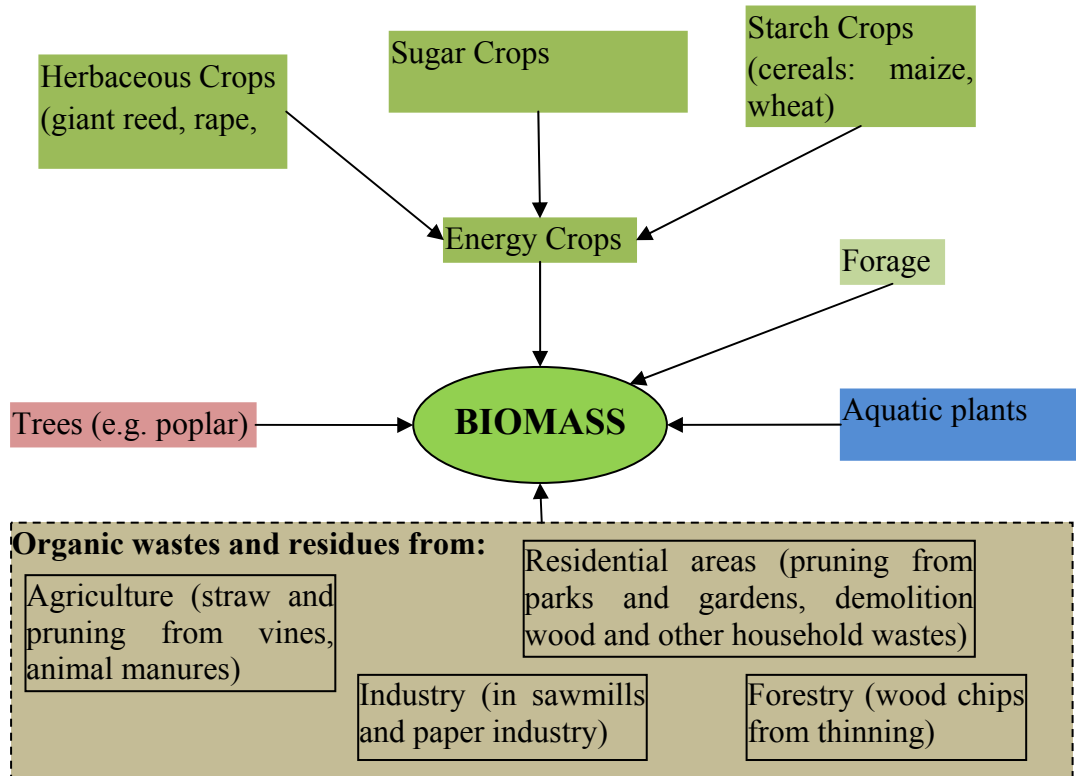 Herbaceous Crops
(giant reed, rape,
Sugar Crops
Starch Crops
(cereals: maize,
wheat)
Energy Crops
Forage
Trees (e.g. poplar)
BIOMASS
Aquatic plants
Organic wastes and residues from:
Agriculture (straw and
pruning from vines,
animal manures)
Residential areas (pruning from
parks and gardens, demolition
wood and other household wastes)
Industry (in sawmills
and paper industry)
Forestry (wood chips
from thinning)